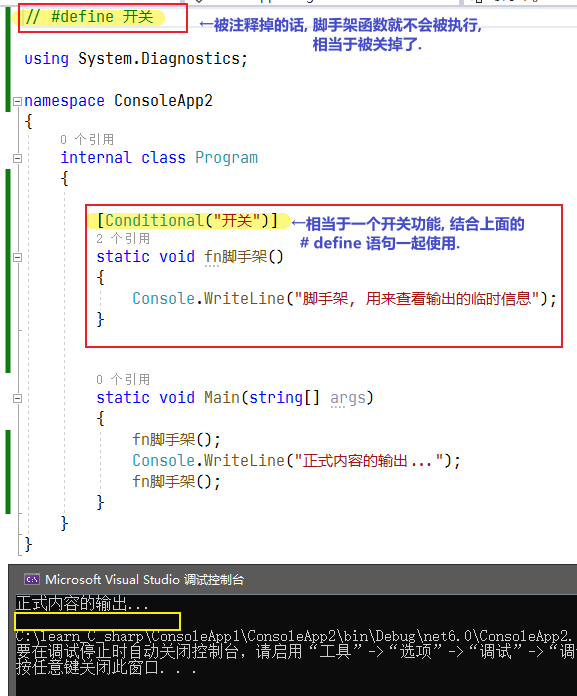 // #define 开关
←被注释掉的话, 脚手架函数就不会被执行,
相当于被关掉了.
using System.Diagnostics;
namespace ConsoleApp2
{
0 个引用
internal class Program
{
[Conditional("开关")]
←相当于一个开关功能, 结合上面的
# define 语句一起使用.
2 个引用
static void fn脚手架()
{
Console.WriteLine("脚手架, 用来查看输出的临时信息");
}
0 个引用
static void Main(string[] args)
{
fn脚手架();
Console.WriteLine("正式内容的输出...");
fn脚手架();
}
}
}
Microsoft Visual Studio 调试控制台
正式内容的输出...
C:\learn_C_sharp\ConsoleApp1\ConsoleApp2\bin\Debug\net6.0\ConsoleApp2.
要在调试停止时自动关闭控制台，请启用“工具”->“选项”->“调试”->“调
按任意键关闭此窗口. . .